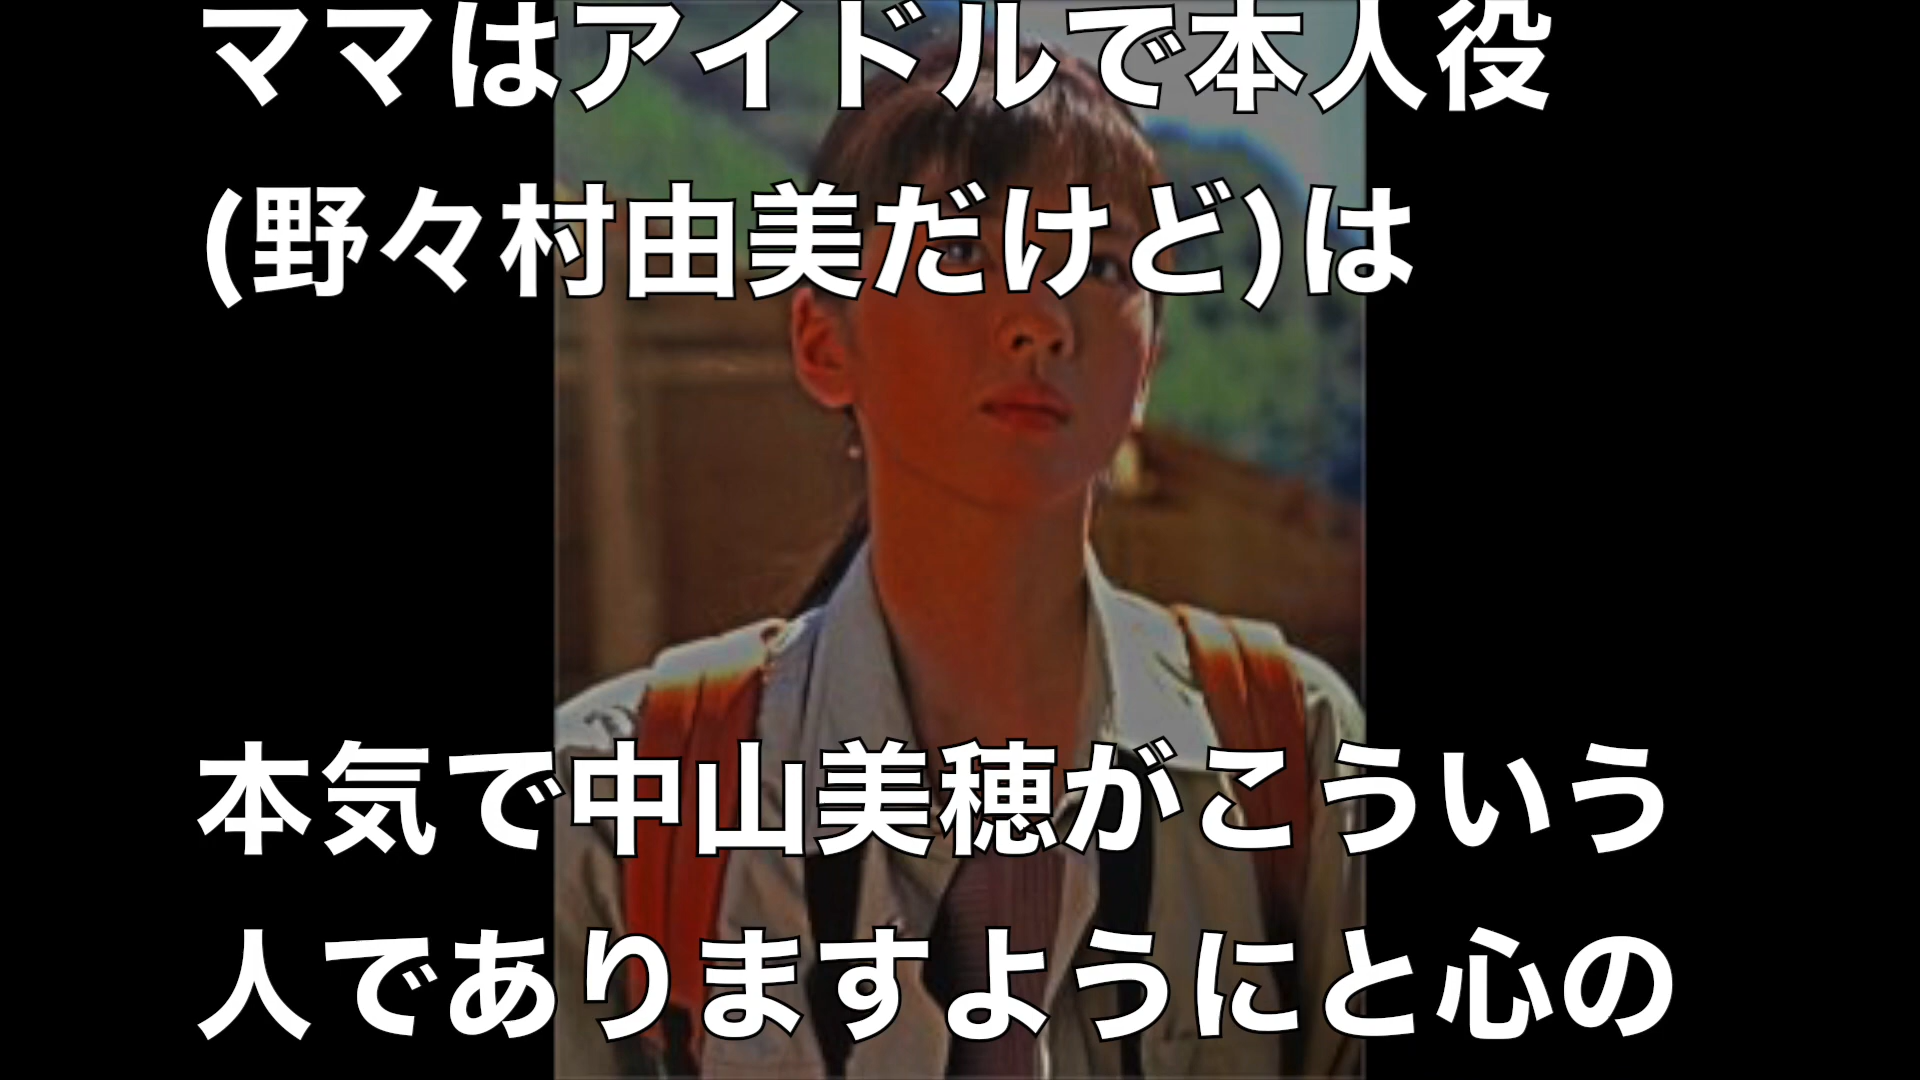 ママはアイドルで本人役
(野々村由美だけど)は
本気で中山美穂がこういう
人でありますようにと心の